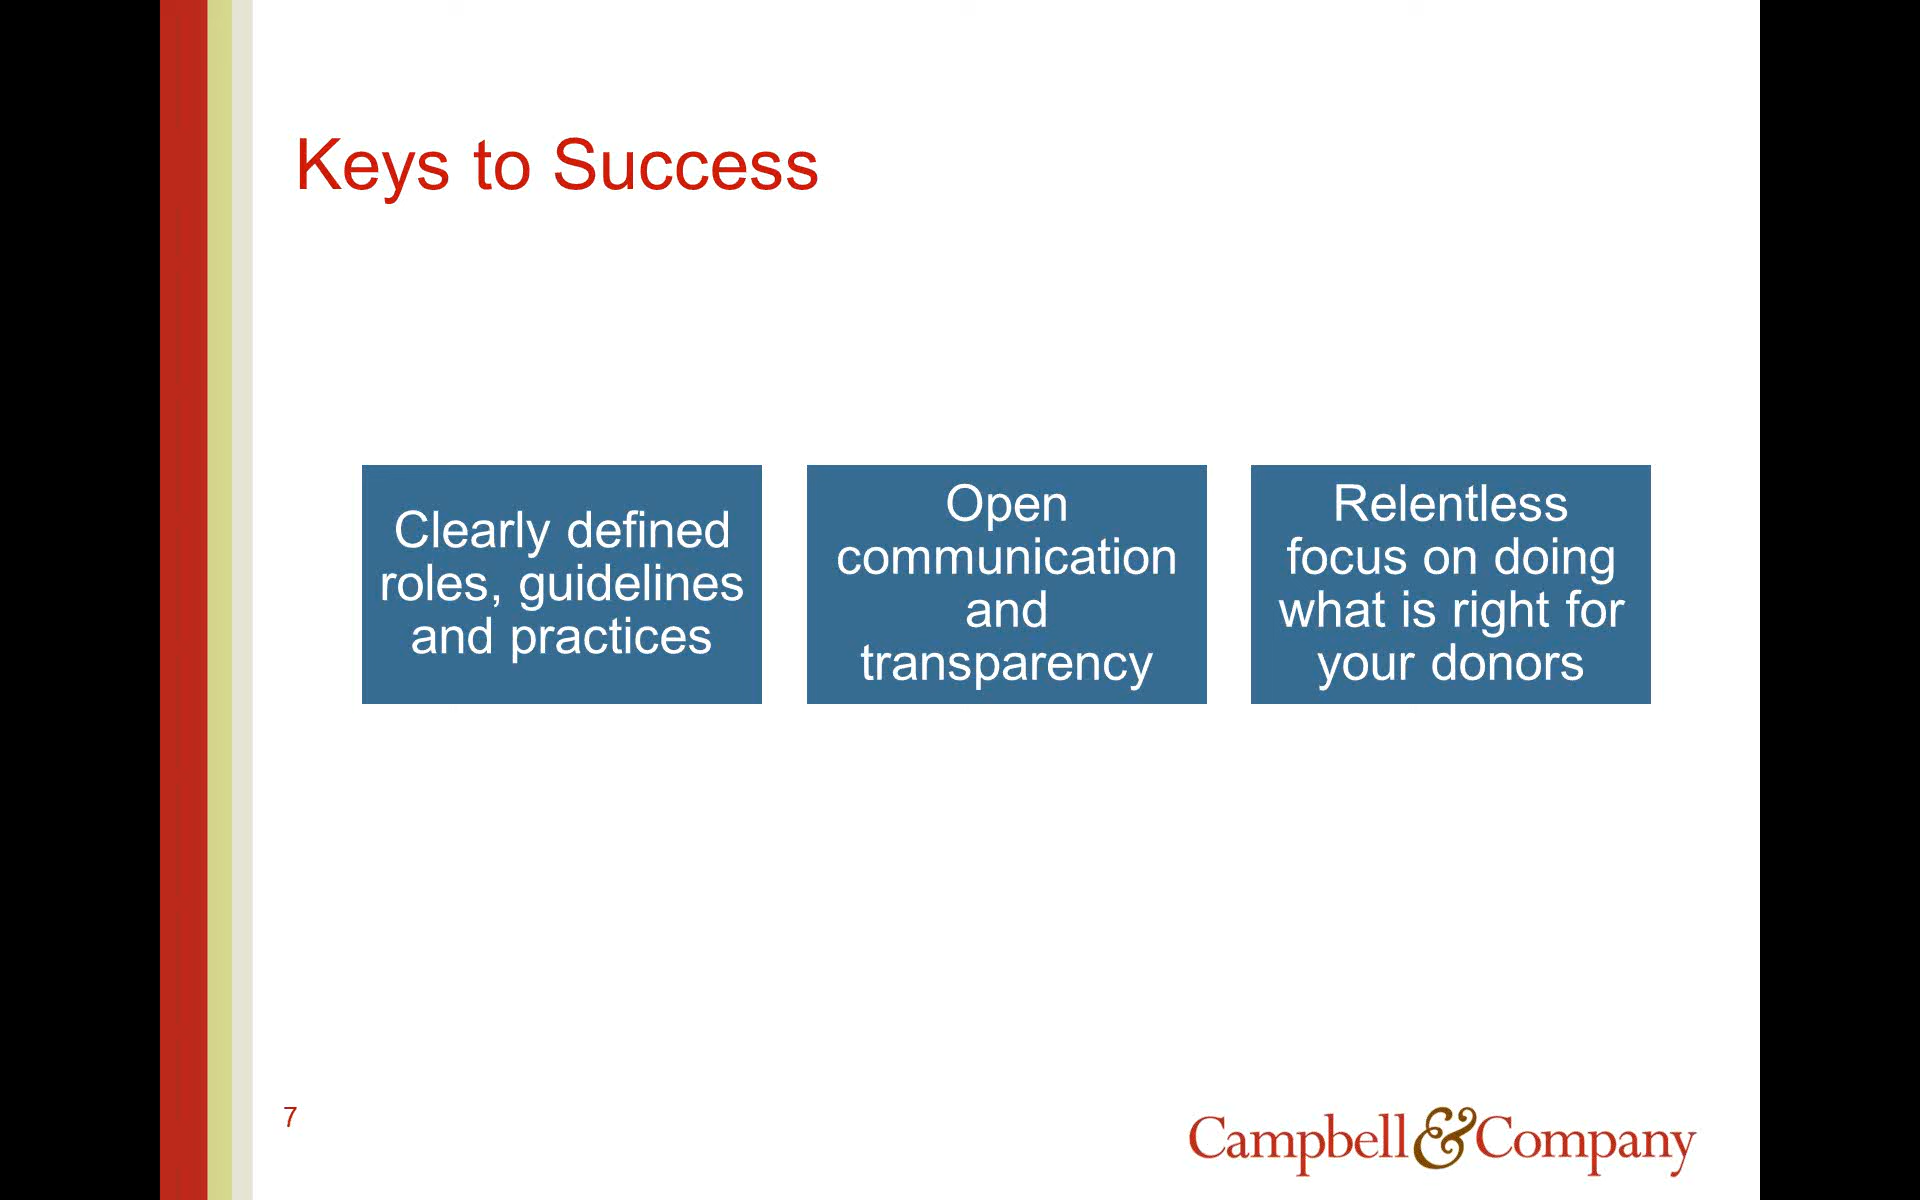 Keys to Success
Clearly defined
roles, guidelines
and practices
Open
communication
and
transparency
Relentless
focus on doing
what is right for
your donors
7
Campbell&Company